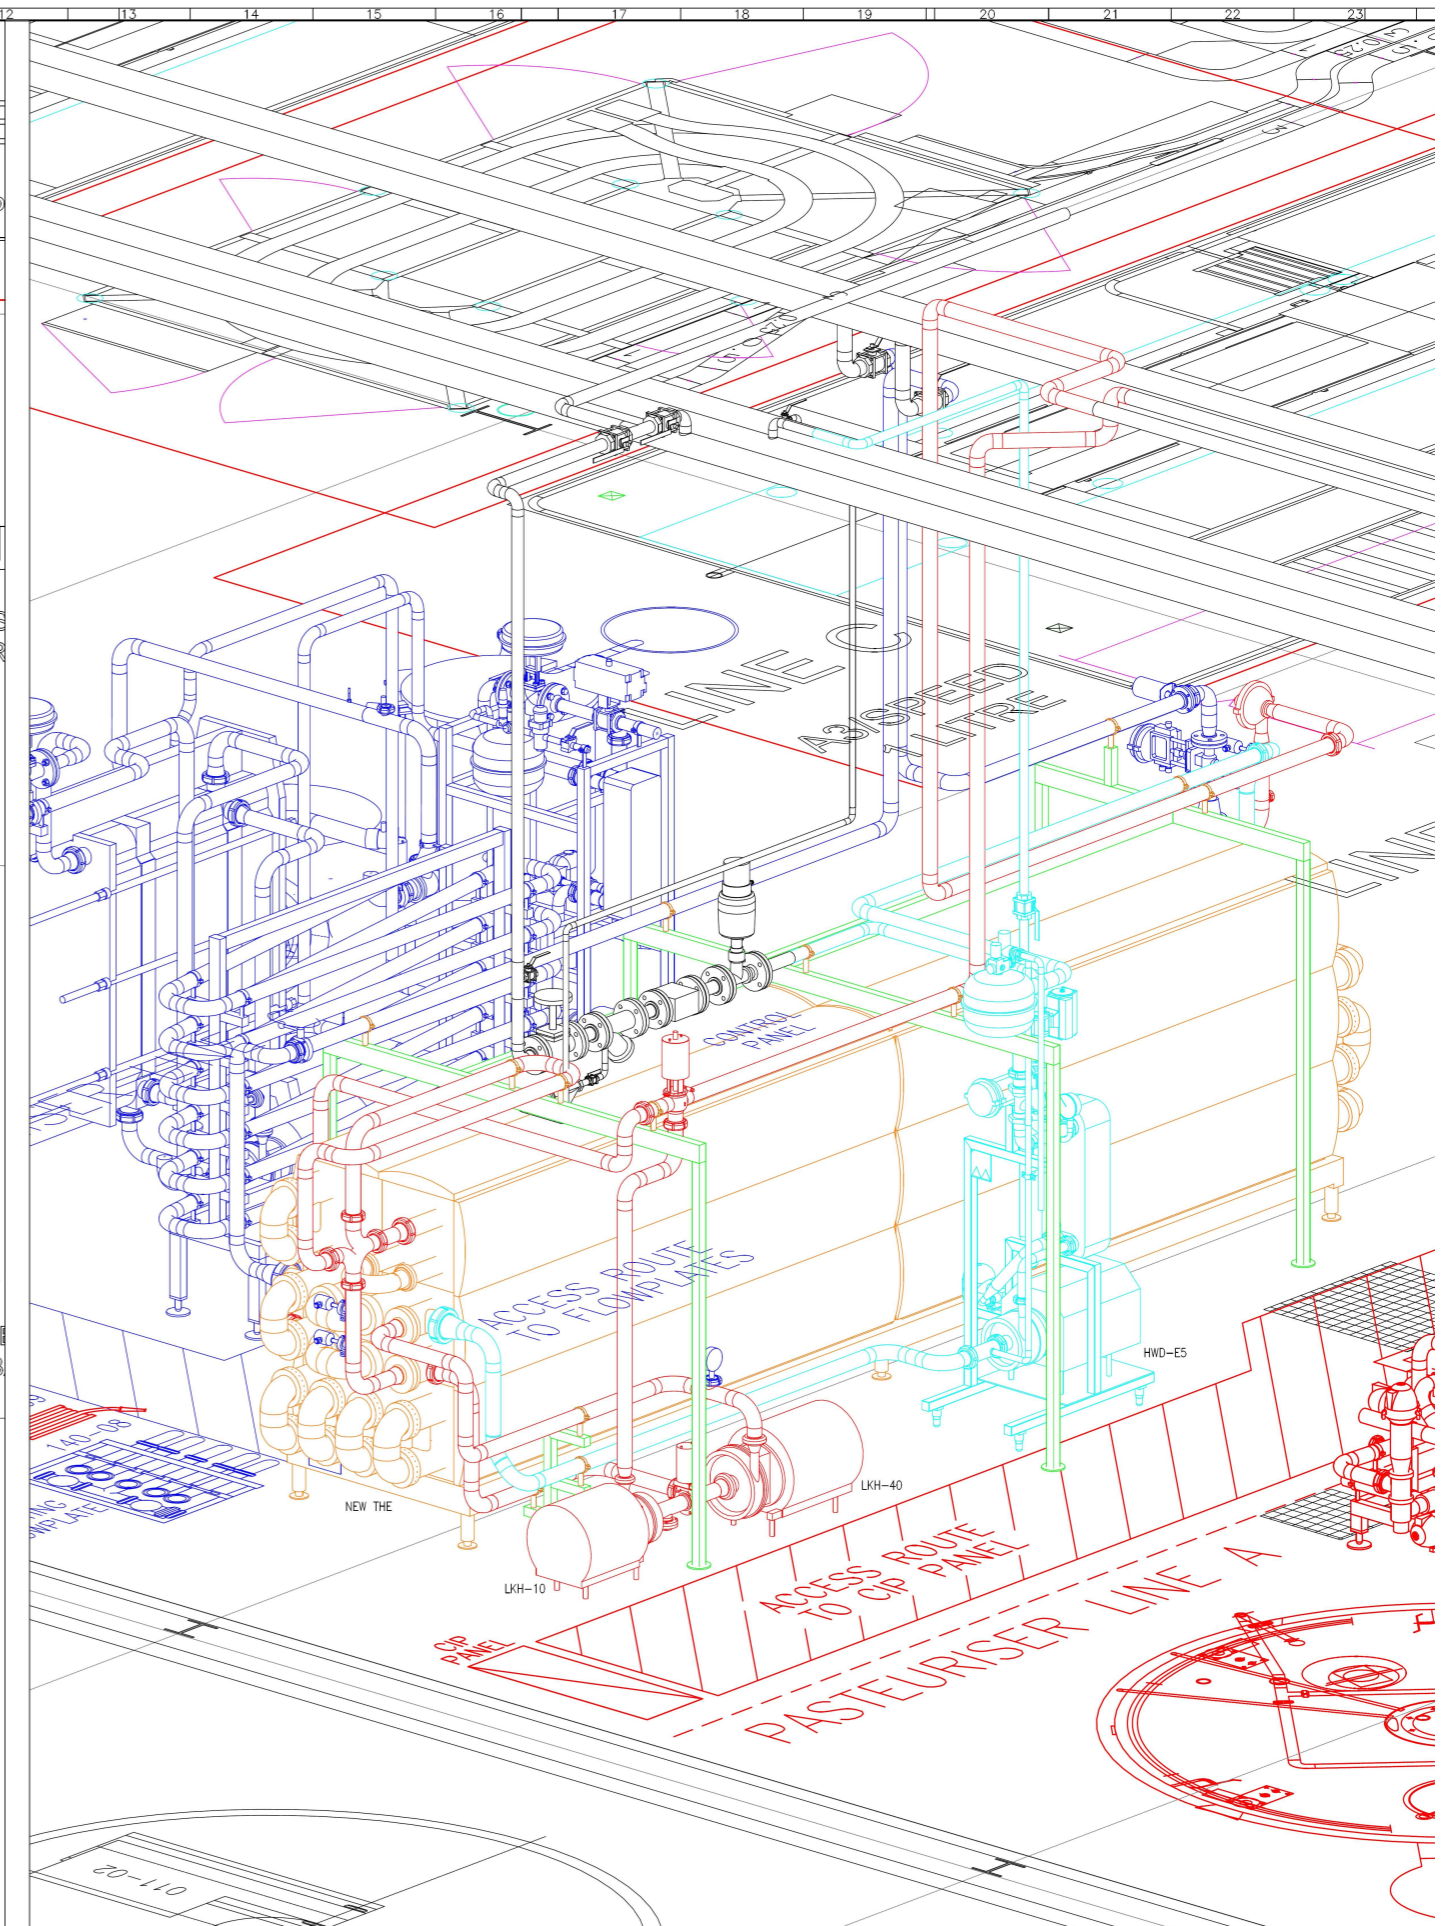 12 13 14 15 16 17 18 19 20 21 22 23
LINE C
A3\SPEED
1 LITRE
CONTROL
PANEL
ACCESS ROUTE
TO FLOWPLATES
HWD-E5
140-08
NEW THE
LKH-40
LKH-10
ACCESS ROUTE
TO CIP PANEL
CIP
PANEL
PASTEURISER LINE A
011-02